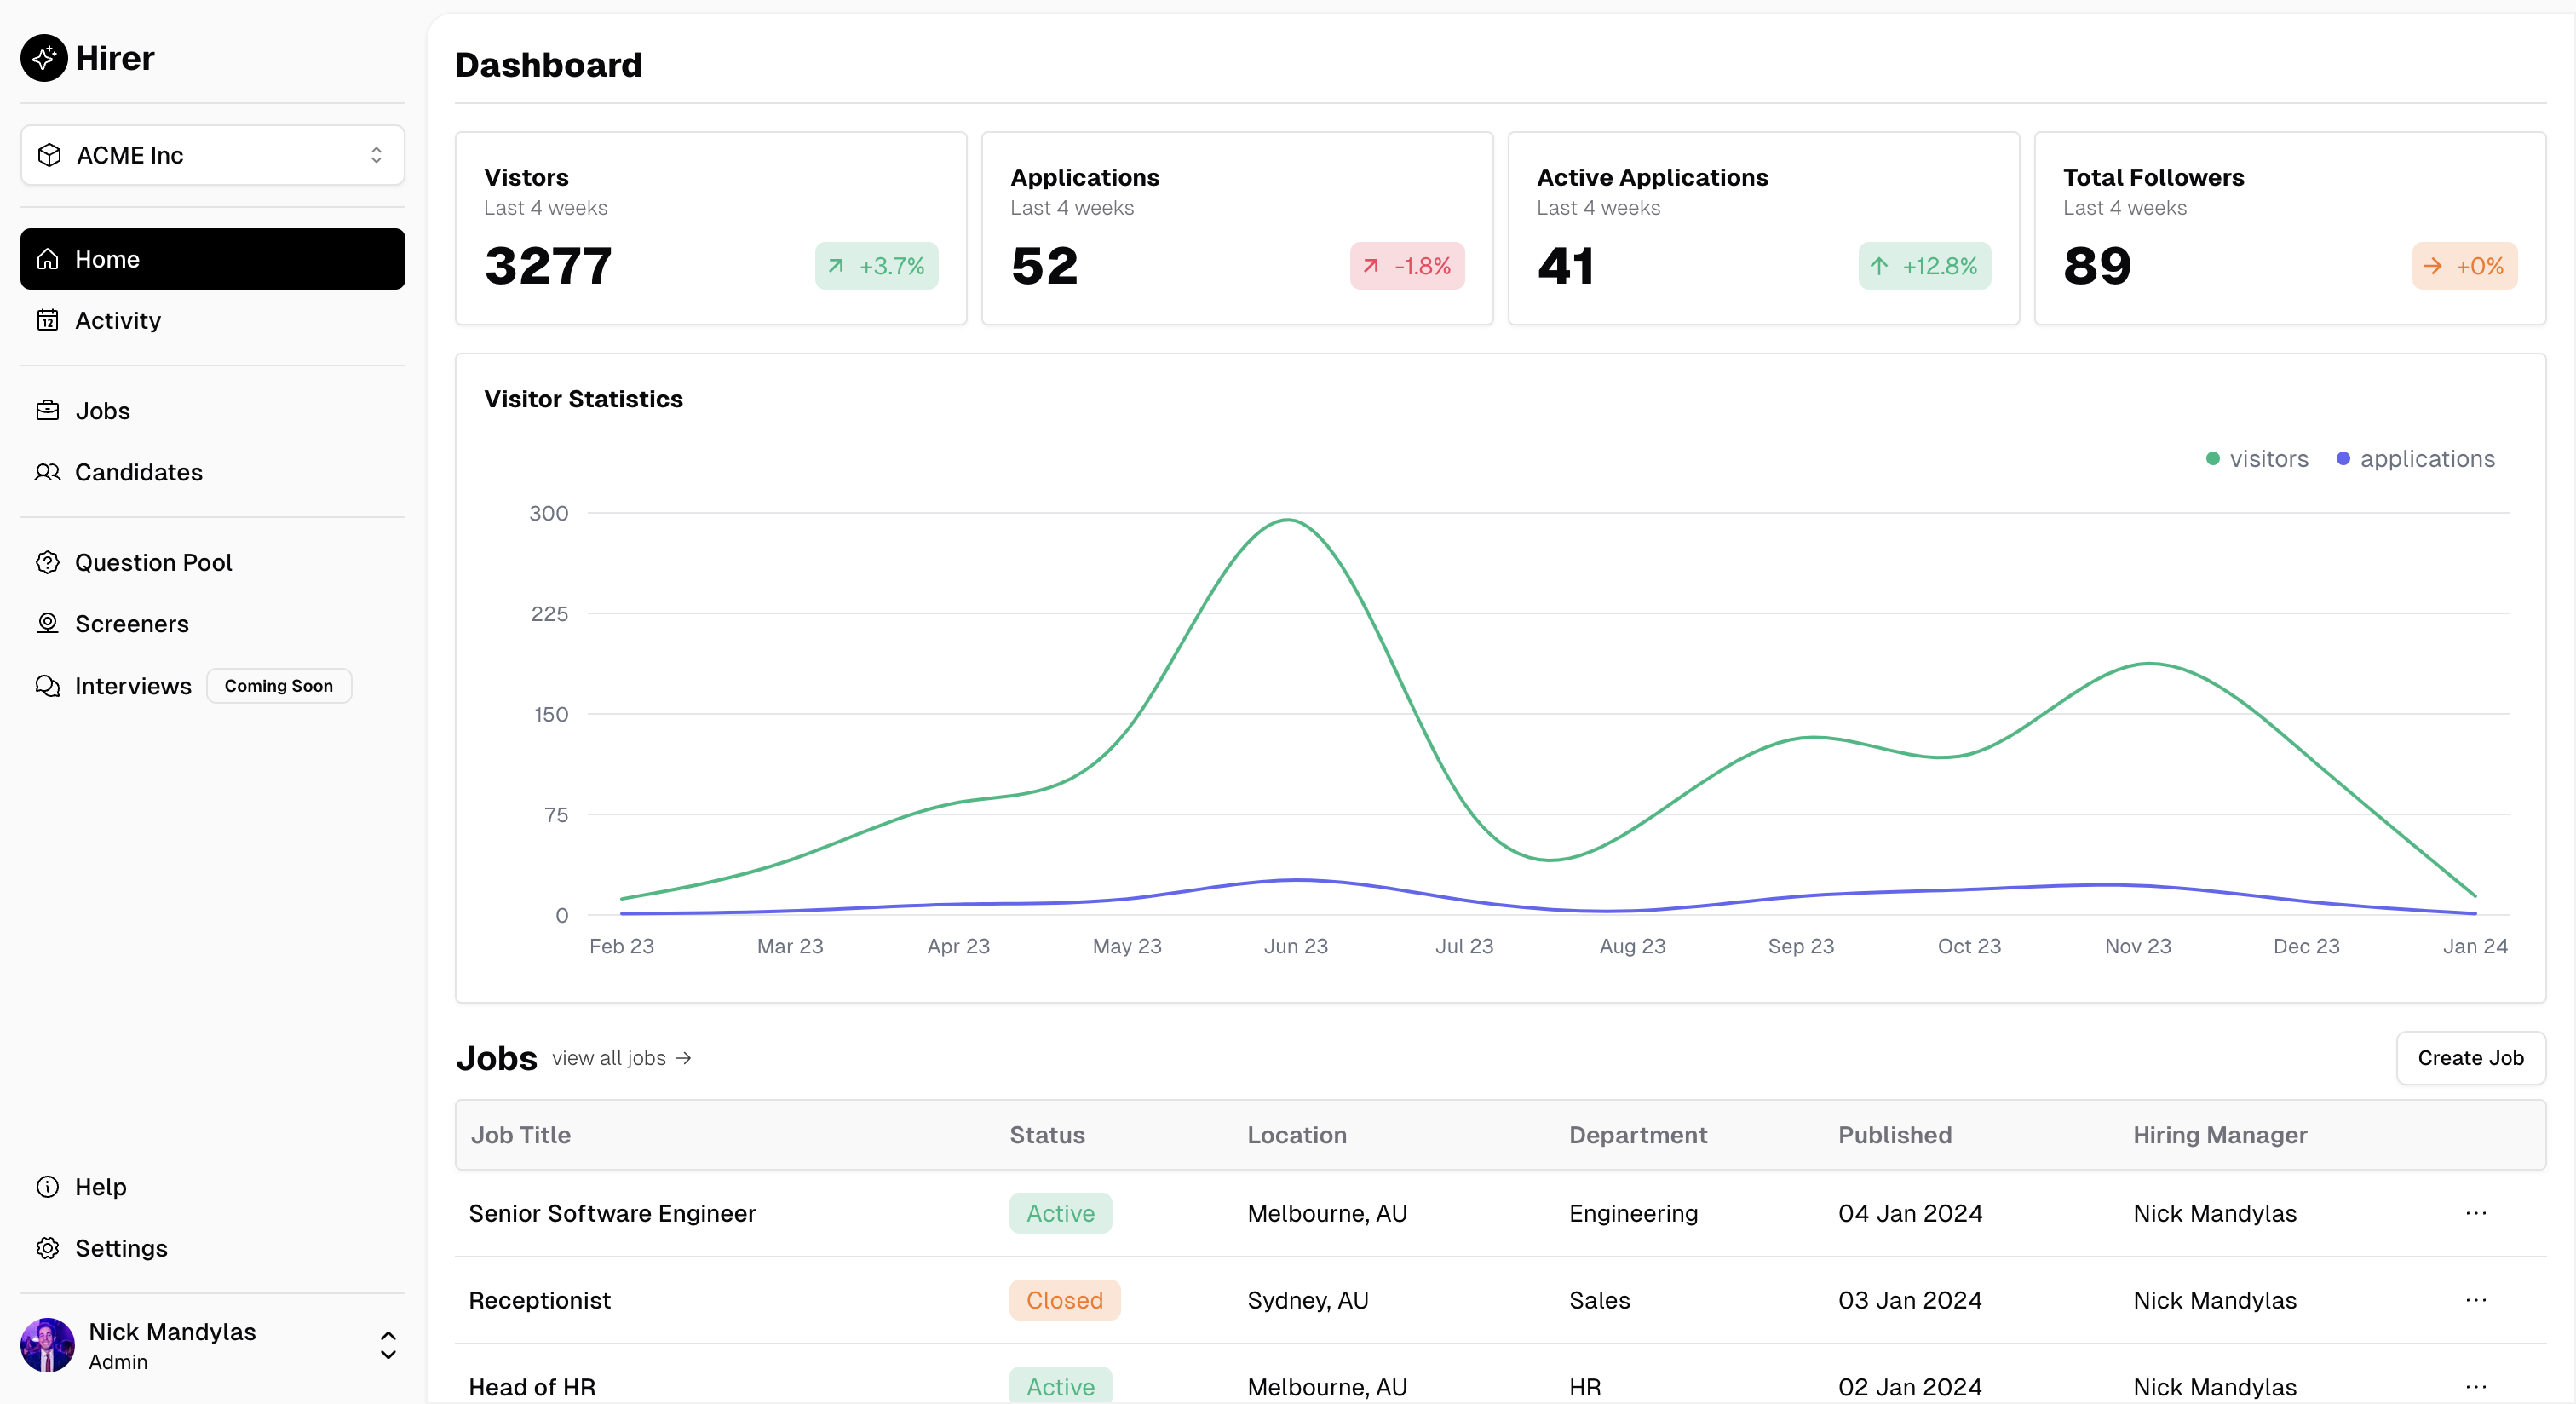 Hirer
ACME Inc
Home
12 Activity
Jobs
Candidates
Question Pool
Screeners
Interviews Coming Soon
Help
Settings
Nick Mandylas
Admin
Dashboard
Vistors
Last 4 weeks
3277 +3.7%
Applications
Last 4 weeks
52 -1.8%
Active Applications
Last 4 weeks
41 +12.8%
Total Followers
Last 4 weeks
89 → +0%
Visitor Statistics
visitors applications
300
225
150
75
0
Feb 23 Mar 23 Apr 23 May 23 Jun 23 Jul 23 Aug 23 Sep 23 Oct 23 Nov 23 Dec 23 Jan 24
Jobs view all jobs → Create Job
Job Title Status Location Department Published Hiring Manager
Senior Software Engineer Active Melbourne, AU Engineering 04 Jan 2024 Nick Mandylas ...
Receptionist Closed Sydney, AU Sales 03 Jan 2024 Nick Mandylas ...
Head of HR Active Melbourne, AU HR 02 Jan 2024 Nick Mandylas ...